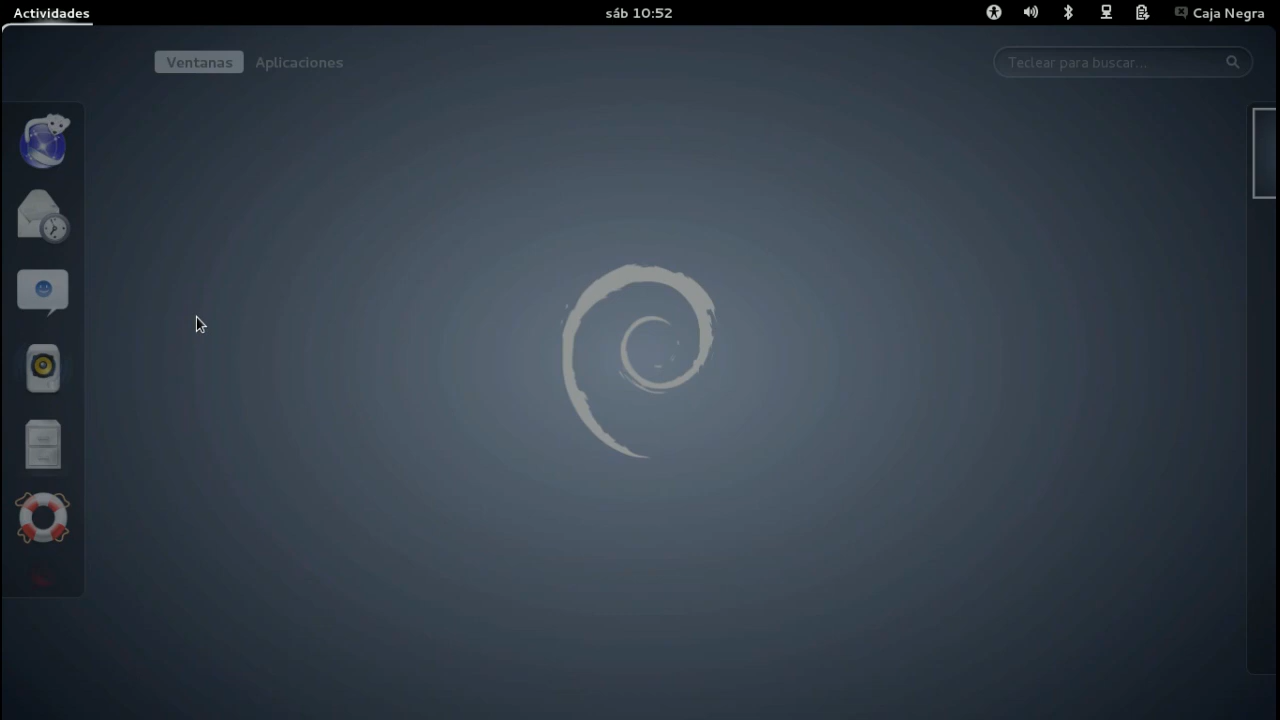 Actividades
sáb 10:52
Caja Negra
Ventanas
Aplicaciones
Teclear para buscar...